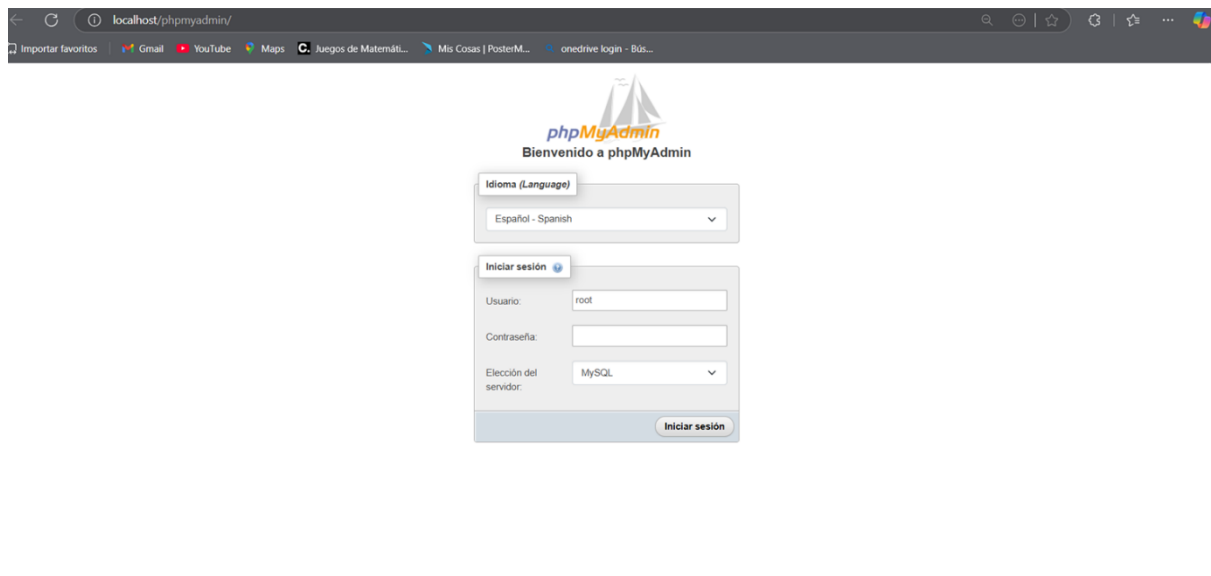 localhost/phpmyadmin/
Importar favoritos Gmail YouTube Maps C. Juegos de Matemáti... Mis Cosas | PosterM... onedrive login - Bús...
phpMyAdmin
Bienvenido a phpMyAdmin
Idioma (Language)
Español - Spanish
Iniciar sesión
Usuario: root
Contraseña:
Elección del MySQL
servidor:
Iniciar sesión